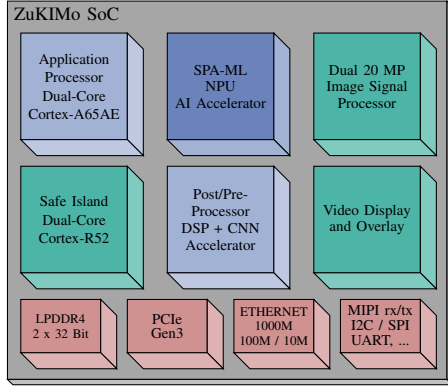 ZuKIMo SoC
Application
Processor
Dual-Core
Cortex-A65AE
SPA-ML
NPU
AI Accelerator
Dual 20 MP
Image Signal
Processor
Safe Island
Dual-Core
Cortex-R52
Post/Pre-
Processor
DSP + CNN
Accelerator
Video Display
and Overlay
LPDDR4
2 x 32 Bit
PCIe
Gen3
ETHERNET
1000M
100M / 10M
MIPI rx/tx
I2C / SPI
UART, ...